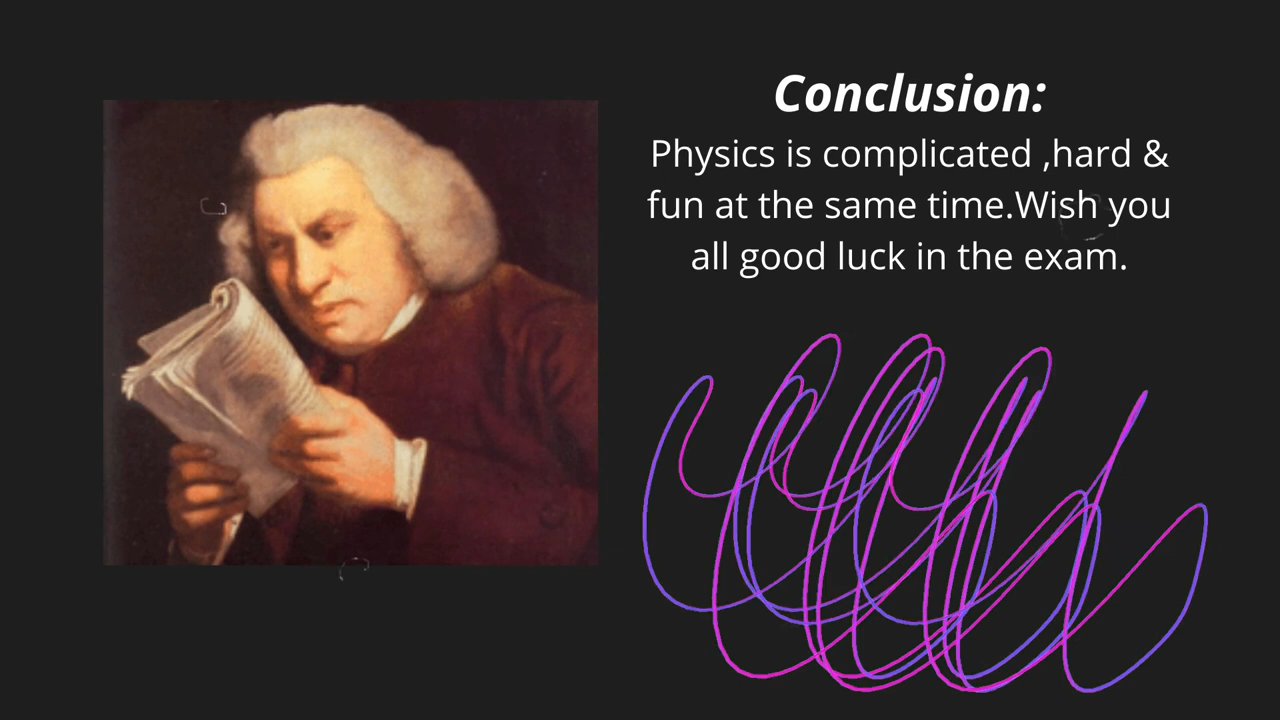 Conclusion:
Physics is complicated ,hard &
fun at the same time.Wish you
all good luck in the exam.